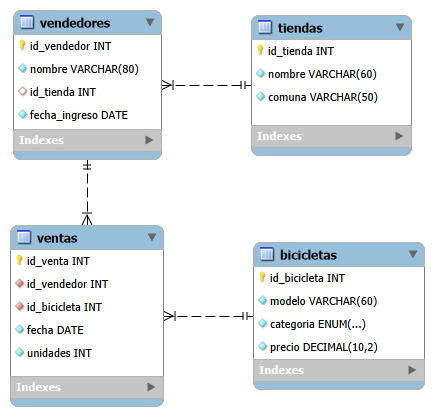 vendedores
id_vendedor INT
nombre VARCHAR(80)
id_tienda INT
fecha_ingreso DATE
Indexes
tiendas
id_tienda INT
nombre VARCHAR(60)
comuna VARCHAR(50)
Indexes
ventas
id_venta INT
id_vendedor INT
id_bicicleta INT
fecha DATE
unidades INT
Indexes
bicicletas
id_bicicleta INT
modelo VARCHAR(60)
categoria ENUM(...)
precio DECIMAL(10,2)
Indexes